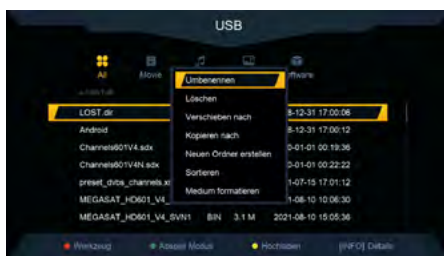 USB
All Movie ftware
Umbenennen
Löschen
Verschieben nach
Kopieren nach
Neuen Ordner erstellen
Sortieren
Medium formatieren
LOST.dir 8-12-31 17:00:06
Android 8-12-31 17:00:12
Channels601V4.sdx 0-01-01 00:19:36
Channels601V4N.sdx 0-01-01 00:22:22
preset_dvbs_channels.x 1-07-15 17:01:12
MEGASAT_HD601_V4_ 1-08-10 10:06:30
MEGASAT_HD601_V4_SVN1 BIN 3.1 M 2021-08-10 15:05:36
Werkzeug Modus Hochladen [INFO] Details